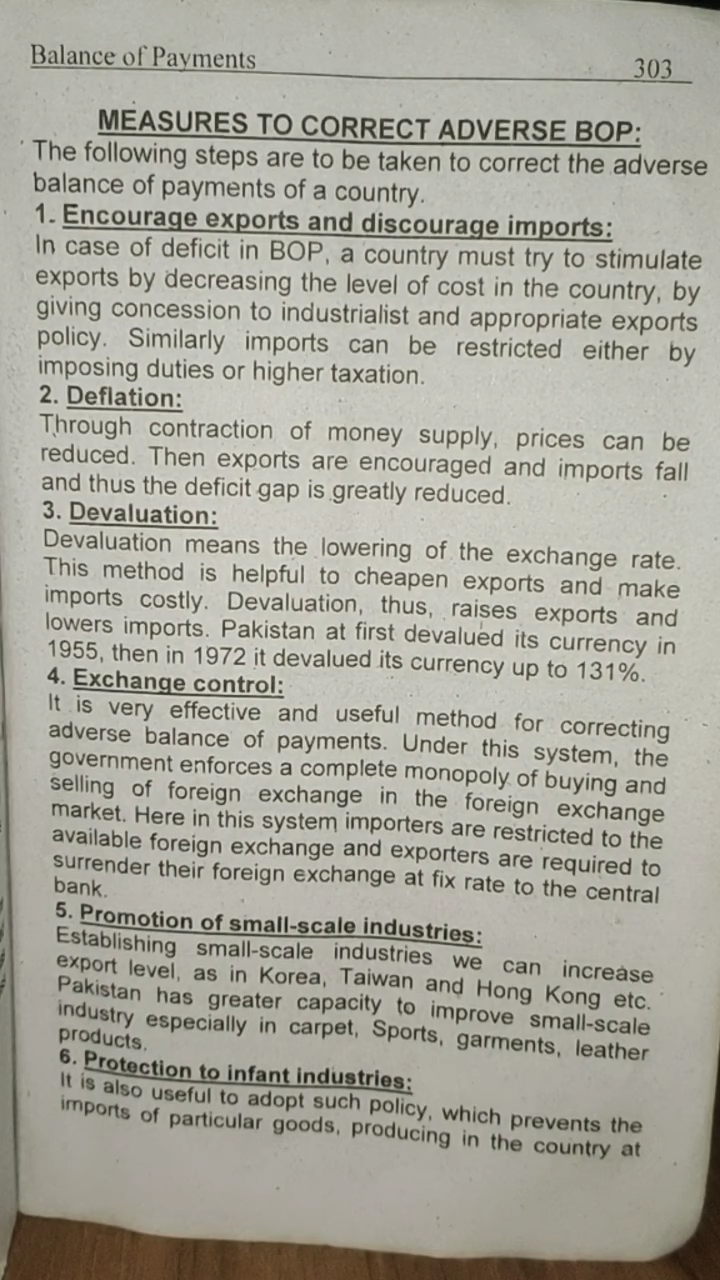 Balance of Payments 303
MEASURES TO CORRECT ADVERSE BOP:
The following steps are to be taken to correct the adverse
balance of payments of a country.
1. Encourage exports and discourage imports:
In case of deficit in BOP, a country must try to stimulate
exports by decreasing the level of cost in the country, by
giving concession to industrialist and appropriate exports
policy. Similarly imports can be restricted either by
imposing duties or higher taxation.
2. Deflation:
Through contraction of money supply, prices can be
reduced. Then exports are encouraged and imports fall
and thus the deficit gap is greatly reduced.
3. Devaluation:
Devaluation means the lowering of the exchange rate.
This method is helpful to cheapen exports and make
imports costly. Devaluation, thus, raises exports and
lowers imports. Pakistan at first devalued its currency in
1955, then in 1972 it devalued its currency up to 131%.
4. Exchange control:
It is very effective and useful method for correcting
adverse balance of payments. Under this system, the
government enforces a complete monopoly of buying and
selling of foreign exchange in the foreign exchange
market. Here in this system importers are restricted to the
available foreign exchange and exporters are required to
surrender their foreign exchange at fix rate to the central
bank.
5. Promotion of small-scale industries:
Establishing small-scale industries we can increase
export level, as in Korea, Taiwan and Hong Kong etc.
Pakistan has greater capacity to improve small-scale
industry especially in carpet, Sports, garments, leather
products.
6. Protection to infant industries:
It is also useful to adopt such policy, which prevents the
imports of particular goods, producing in the country at